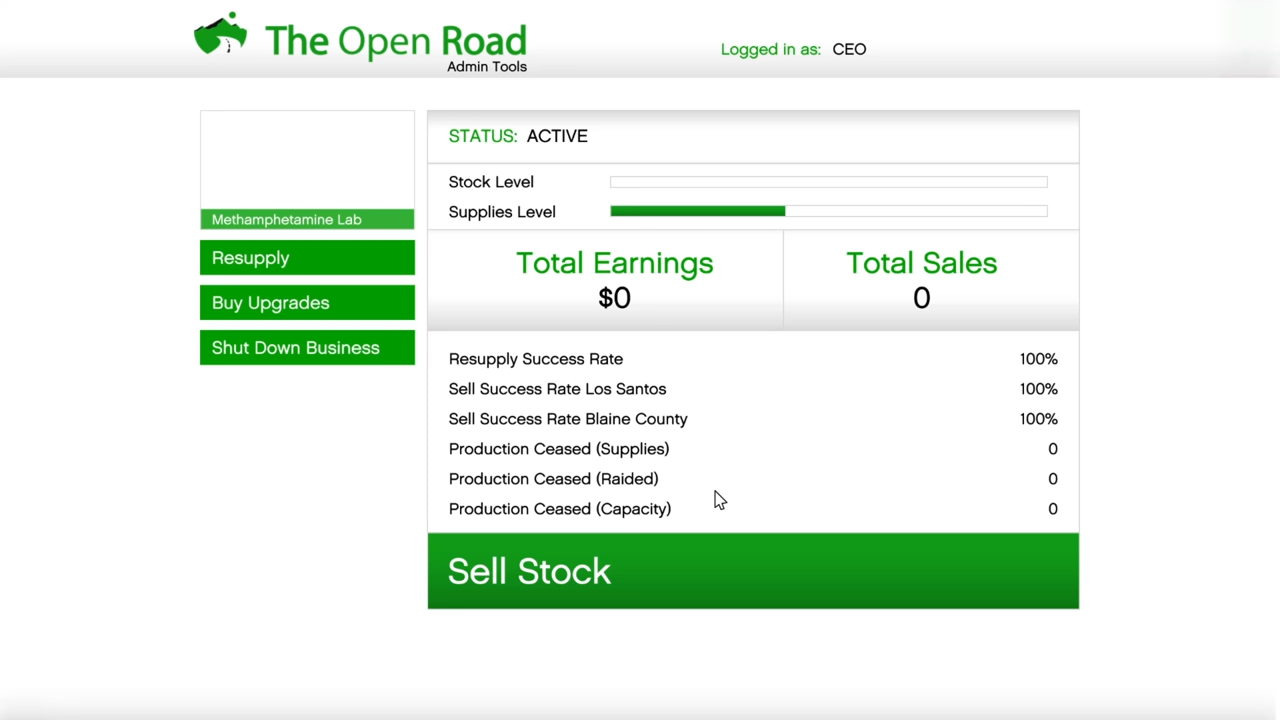 The Open Road
Admin Tools
Logged in as: CEO
Methamphetamine Lab
Resupply
Buy Upgrades
Shut Down Business
STATUS: ACTIVE
Stock Level
Supplies Level
Total Earnings
$0
Total Sales
0
Resupply Success Rate 100%
Sell Success Rate Los Santos 100%
Sell Success Rate Blaine County 100%
Production Ceased (Supplies) 0
Production Ceased (Raided) 0
Production Ceased (Capacity) 0
Sell Stock